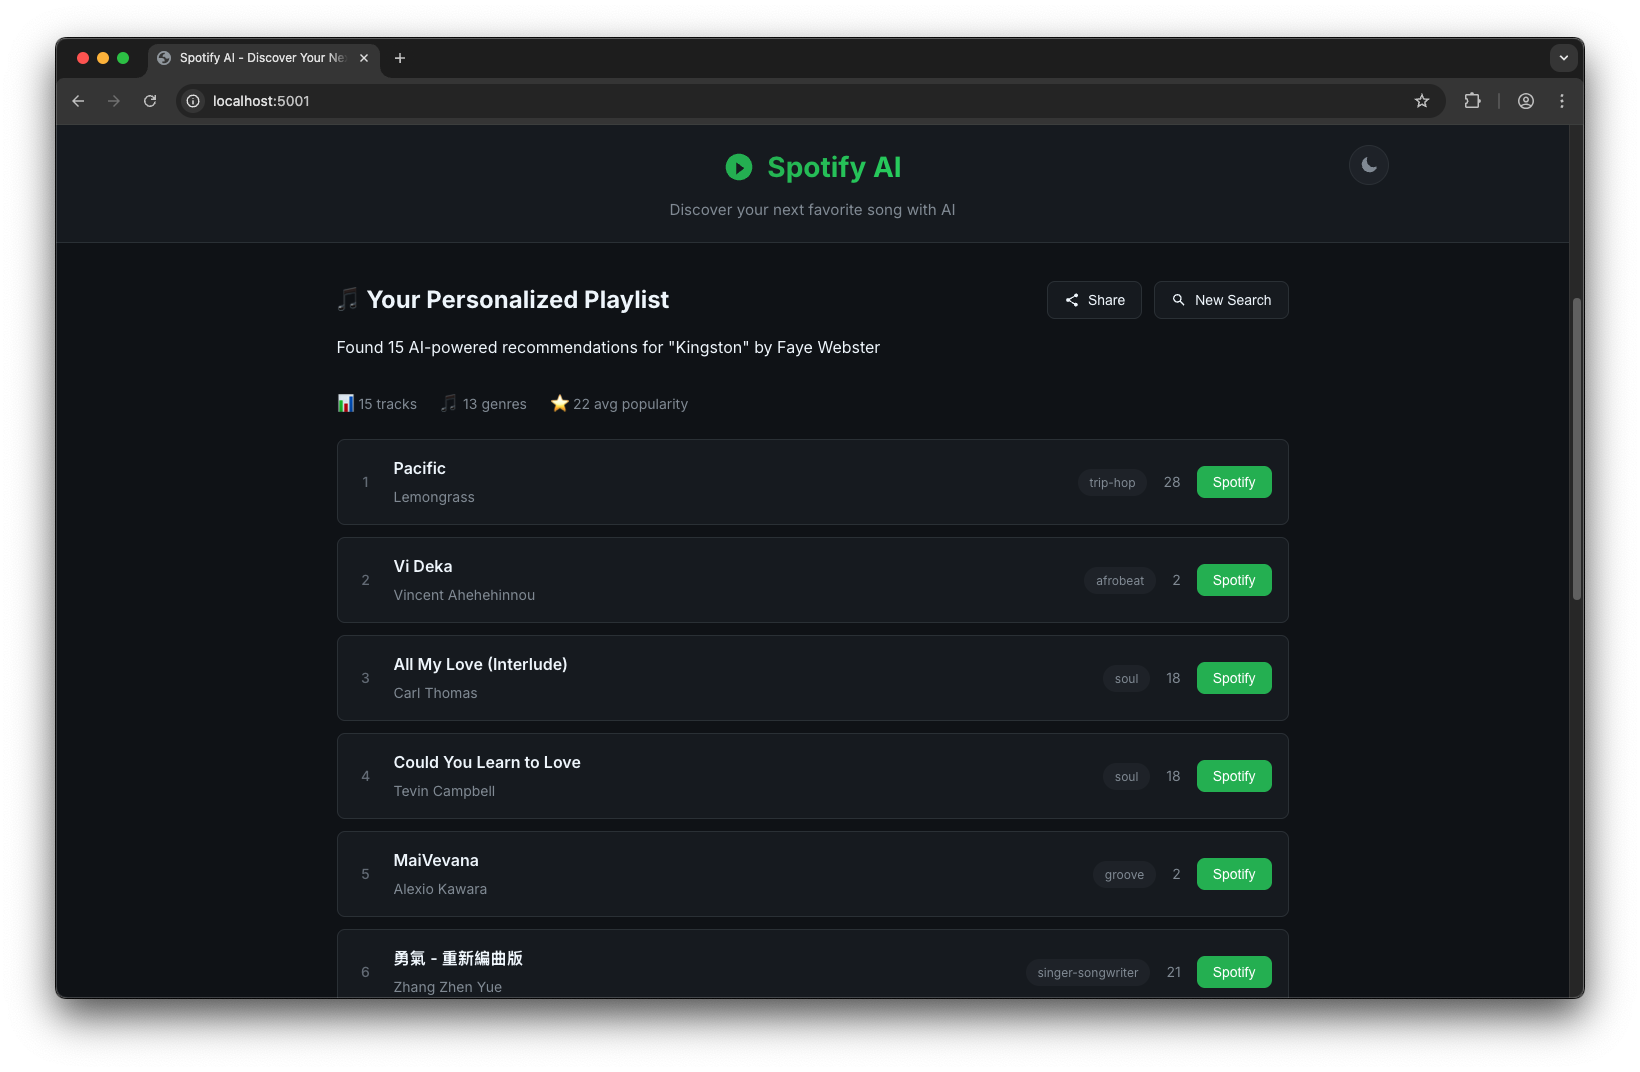 Spotify AI - Discover Your Ne
localhost:5001
Spotify AI
Discover your next favorite song with AI
Your Personalized Playlist
Share
New Search
Found 15 AI-powered recommendations for "Kingston" by Faye Webster
15 tracks
13 genres
22 avg popularity
1
Pacific
Lemongrass
trip-hop
28
Spotify
2
Vi Deka
Vincent Ahehehinnou
afrobeat
2
Spotify
3
All My Love (Interlude)
Carl Thomas
soul
18
Spotify
4
Could You Learn to Love
Tevin Campbell
soul
18
Spotify
5
MaiVevana
Alexio Kawara
groove
2
Spotify
6
勇氣 - 重新編曲版
Zhang Zhen Yue
singer-songwriter
21
Spotify